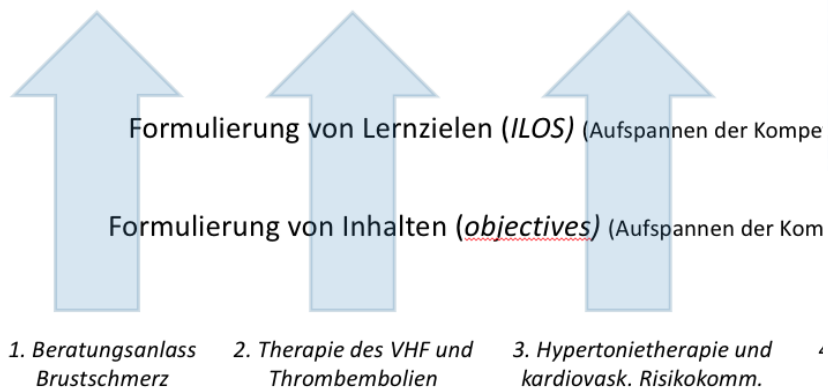 Formulierung von Lernzielen (ILOS) (Aufspannen der Kompe
Formulierung von Inhalten (objectives) (Aufspannen der Kom
1. Beratungsanlass
Brustschmerz
2. Therapie des VHF und
Thrombembolien
3. Hypertonietherapie und
kardiovask. Risikokomm.